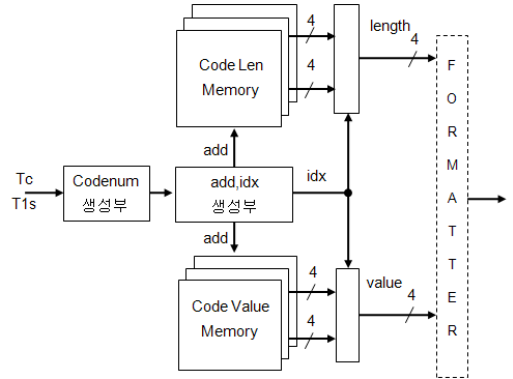 length
4
4
4
Code Len
Memory
add
Tc
T1s
Codenum
생성부
add,idx
생성부
idx
add
value
4
4
4
Code Value
Memory
F
O
R
M
A
T
T
E
R